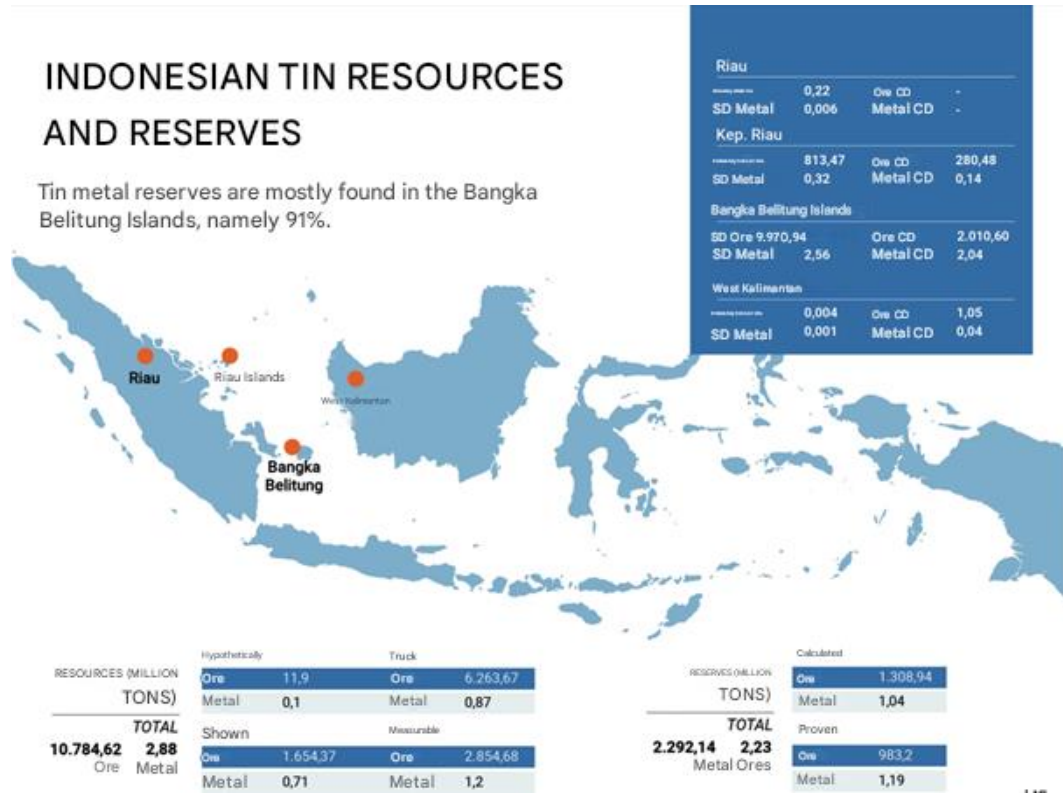 INDONESIAN TIN RESOURCES
AND RESERVES
Tin metal reserves are mostly found in the Bangka
Belitung Islands, namely 91%.
Riau
0,22 Ore CD -
SD Metal 0,006 Metal CD -
Kep. Riau
813,47 Ore CD 280,48
SD Metal 0,32 Metal CD 0,14
Bangka Belitung Islands
SD Ore 9.970,94 Ore CD 2.010,60
SD Metal 2,56 Metal CD 2,04
West Kalimantan
0,004 Ore CD 1,05
SD Metal 0,001 Metal CD 0,04
Riau
Riau Islands
West Kalimantan
Bangka
Belitung
RESOURCES (MILLION
TONS)
TOTAL
10.784,62 2,88
Ore Metal
Hypothetically
Ore 11,9
Metal 0,1
Truck
Ore 6.263,67
Metal 0,87
Shown
Ore 1.654,37
Metal 0,71
Measurable
Ore 2.854,68
Metal 1,2
RESERVES (MILLION
TONS)
TOTAL
2.292,14 2,23
Metal Ores
Calculated
Ore 1.308,94
Metal 1,04
Proven
Ore 983,2
Metal 1,19